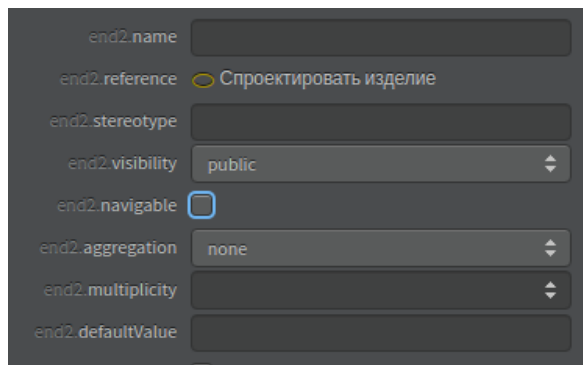 end2.name
end2.reference Спроектировать изделие
end2.stereotype
end2.visibility public
end2.navigable
end2.aggregation none
end2.multiplicity
end2.defaultValue